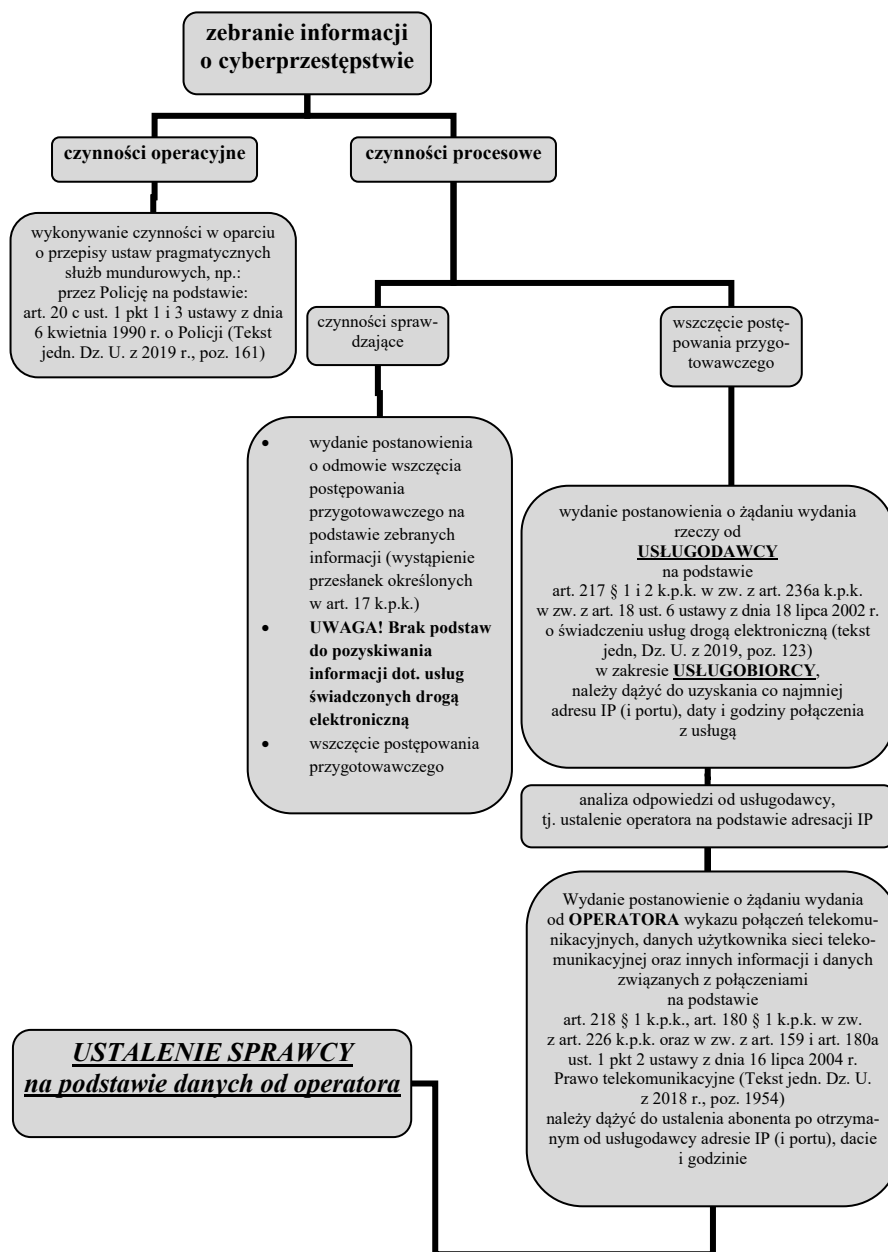 zebranie informacji
o cyberprzestępstwie
czynności operacyjne
czynności procesowe
wykonywanie czynności w oparciu
o przepisy ustaw pragmatycznych
służb mundurowych, np.:
przez Policję na podstawie:
art. 20 c ust. 1 pkt 1 i 3 ustawy z dnia
6 kwietnia 1990 r. o Policji (Tekst
jedn. Dz. U. z 2019 r., poz. 161)
czynności spraw-
dzające
wszczęcie postę-
powania przygo-
towawczego
• wydanie postanowienia
o odmowie wszczęcia
postępowania
przygotowawczego na
podstawie zebranych
informacji (wystąpienie
przesłanek określonych
w art. 17 k.p.k.)
• UWAGA! Brak podstaw
do pozyskiwania
informacji dot. usług
świadczonych drogą
elektroniczną
• wszczęcie postępowania
przygotowawczego
wydanie postanowienia o żądaniu wydania
rzeczy od
USŁUGODAWCY
na podstawie
art. 217 § 1 i 2 k.p.k. w zw. z art. 236a k.p.k.
w zw. z art. 18 ust. 6 ustawy z dnia 18 lipca 2002 r.
o świadczeniu usług drogą elektroniczną (tekst
jedn, Dz. U. z 2019, poz. 123)
w zakresie USŁUGOBIORCY,
należy dążyć do uzyskania co najmniej
adresu IP (i portu), daty i godziny połączenia
z usługą
analiza odpowiedzi od usługodawcy,
tj. ustalenie operatora na podstawie adresacji IP
Wydanie postanowienie o żądaniu wydania
od OPERATORA wykazu połączeń telekomu-
nikacyjnych, danych użytkownika sieci teleko-
munikacyjnej oraz innych informacji i danych
związanych z połączeniami
na podstawie
art. 218 § 1 k.p.k., art. 180 § 1 k.p.k. w zw.
z art. 226 k.p.k. oraz w zw. z art. 159 i art. 180a
ust. 1 pkt 2 ustawy z dnia 16 lipca 2004 r.
Prawo telekomunikacyjne (Tekst jedn. Dz. U.
z 2018 r., poz. 1954)
należy dążyć do ustalenia abonenta po otrzy-
manym od usługodawcy adresie IP (i portu), dacie
i godzinie
USTALENIE SPRAWCY
na podstawie danych od operatora